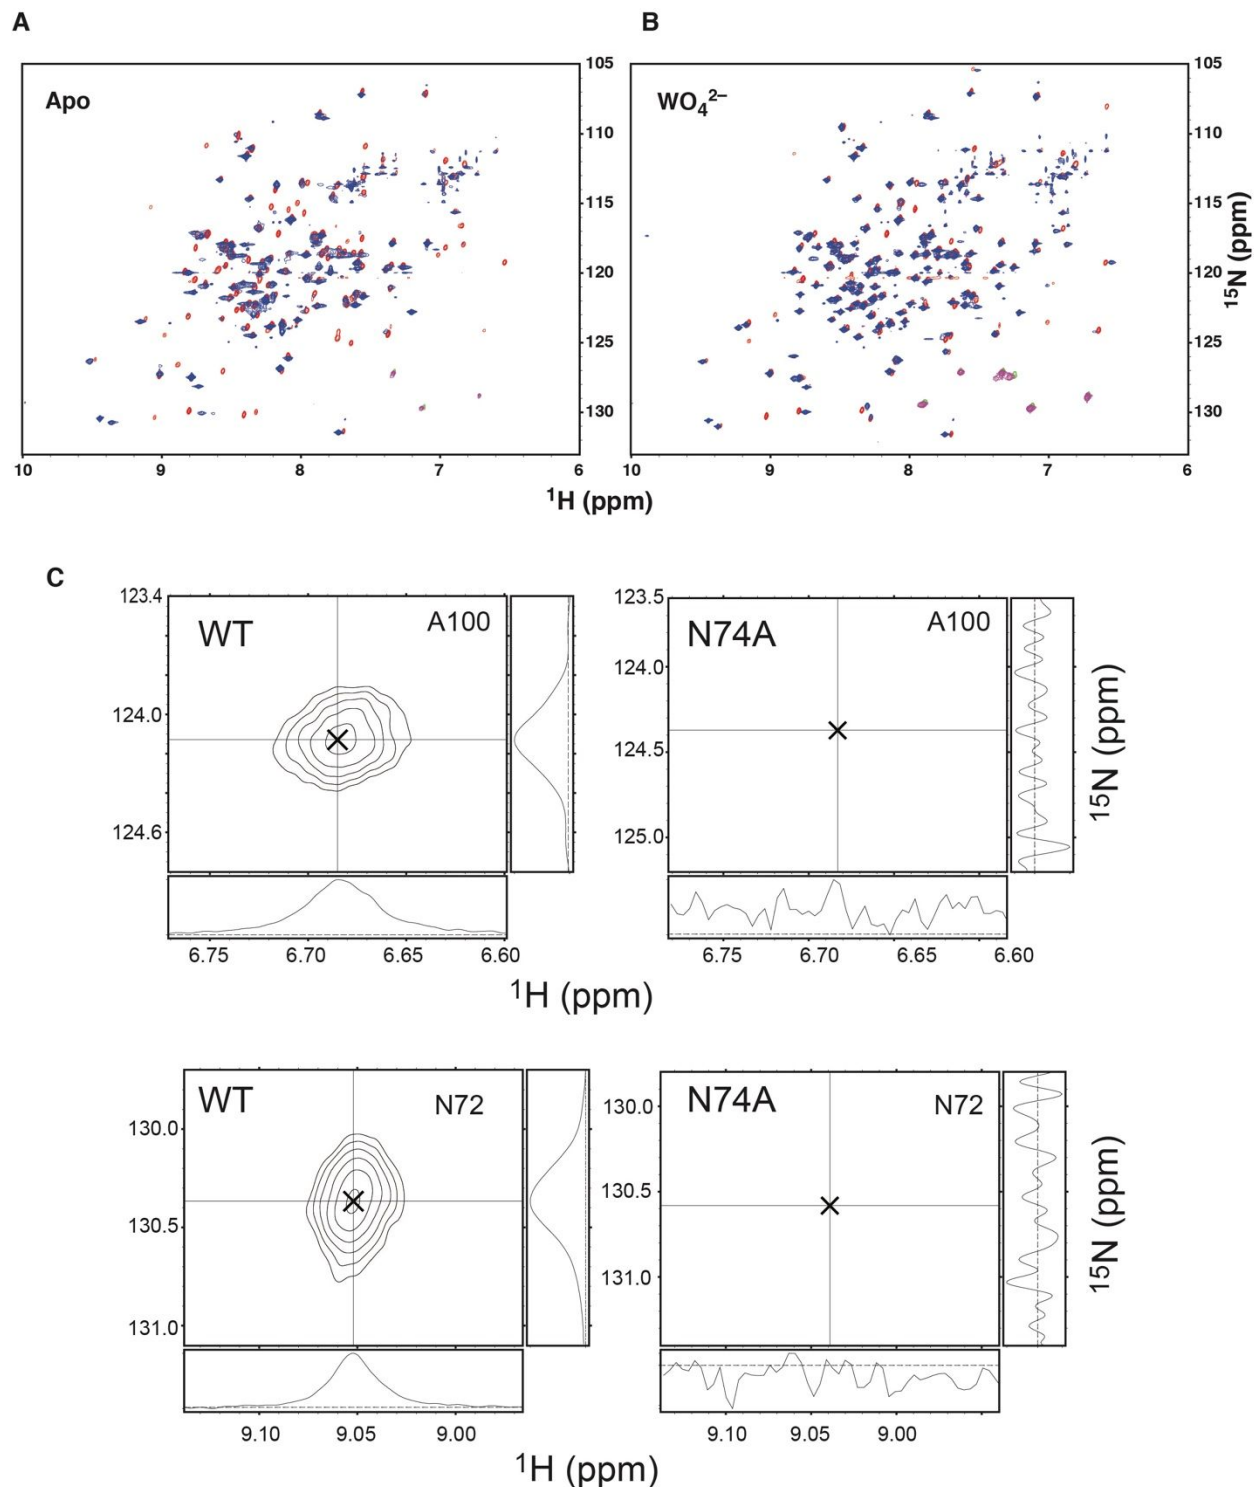 A
B
Apo
WO₄²⁻
105
110
115
120
125
130
105
110
115
120
125
130
¹⁵N (ppm)
10 9 8 7 6
10 9 8 7 6
¹H (ppm)
C
WT A100
123.4
124.0
124.6
6.75 6.70 6.65 6.60
N74A A100
123.5
124.0
124.5
125.0
6.75 6.70 6.65 6.60
¹⁵N (ppm)
¹H (ppm)
WT N72
130.0
130.5
131.0
9.10 9.05 9.00
N74A N72
130.0
130.5
131.0
9.10 9.05 9.00
¹⁵N (ppm)
¹H (ppm)